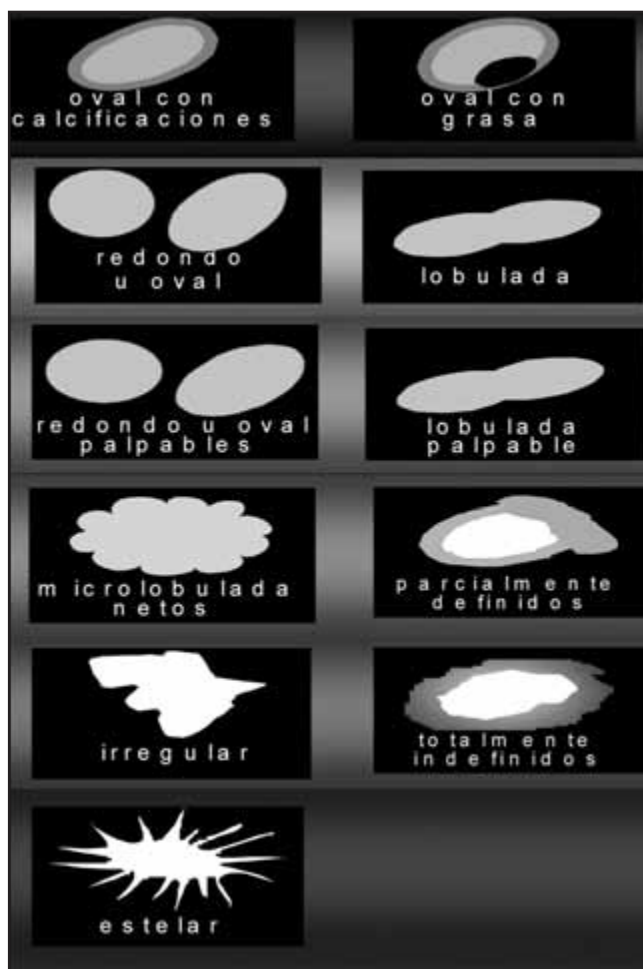 oval con
calcificaciones
oval con
grasa
redondo
u oval
lobulada
redondo u oval
palpables
lobulada
palpable
microlobulada
netos
parcialmente
definidos
irregular
totalmente
indefinidos
estelar